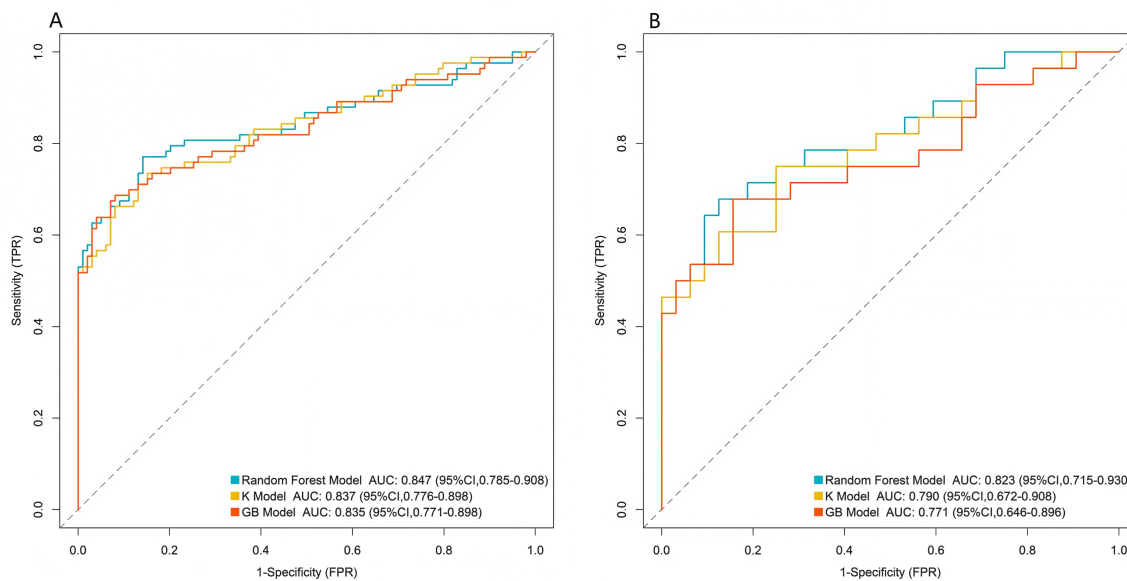 A
1.0
0.8
0.6
0.4
0.2
0.0
Sensitivity (TPR)
Random Forest Model AUC: 0.847 (95%CI,0.785-0.908)
K Model AUC: 0.837 (95%CI,0.776-0.898)
GB Model AUC: 0.835 (95%CI,0.771-0.898)
0.0 0.2 0.4 0.6 0.8 1.0
1-Specificity (FPR)
B
1.0
0.8
0.6
0.4
0.2
0.0
Sensitivity (TPR)
Random Forest Model AUC: 0.823 (95%CI,0.715-0.930
K Model AUC: 0.790 (95%CI,0.672-0.908)
GB Model AUC: 0.771 (95%CI,0.646-0.896)
0.0 0.2 0.4 0.6 0.8 1.0
1-Specificity (FPR)